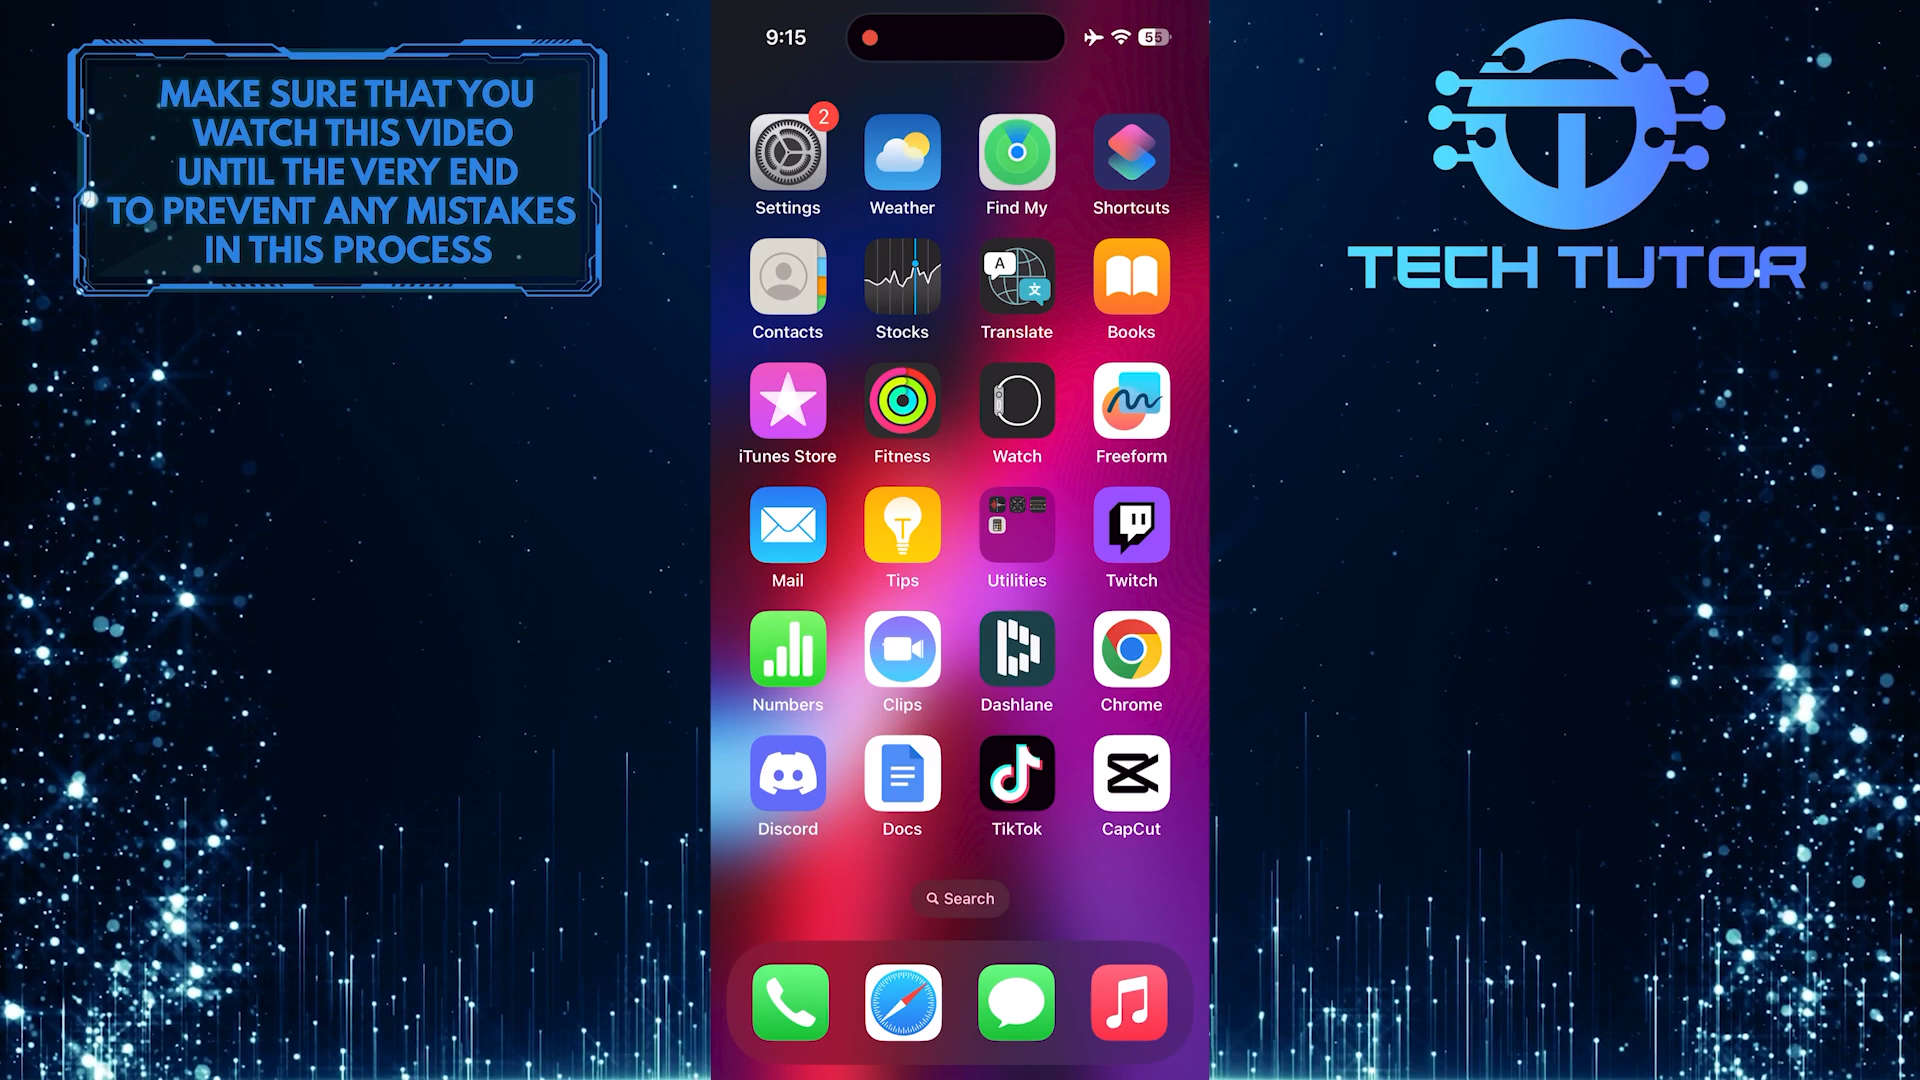 MAKE SURE THAT YOU
WATCH THIS VIDEO
UNTIL THE VERY END
TO PREVENT ANY MISTAKES
IN THIS PROCESS
9:15
55
2
Settings
Weather
Find My
Shortcuts
A
文
Contacts
Stocks
Translate
Books
iTunes Store
Fitness
Watch
Freeform
Mail
Tips
Utilities
Twitch
Numbers
Clips
Dashlane
Chrome
Discord
Docs
TikTok
CapCut
Search
T
TECH TUTOR